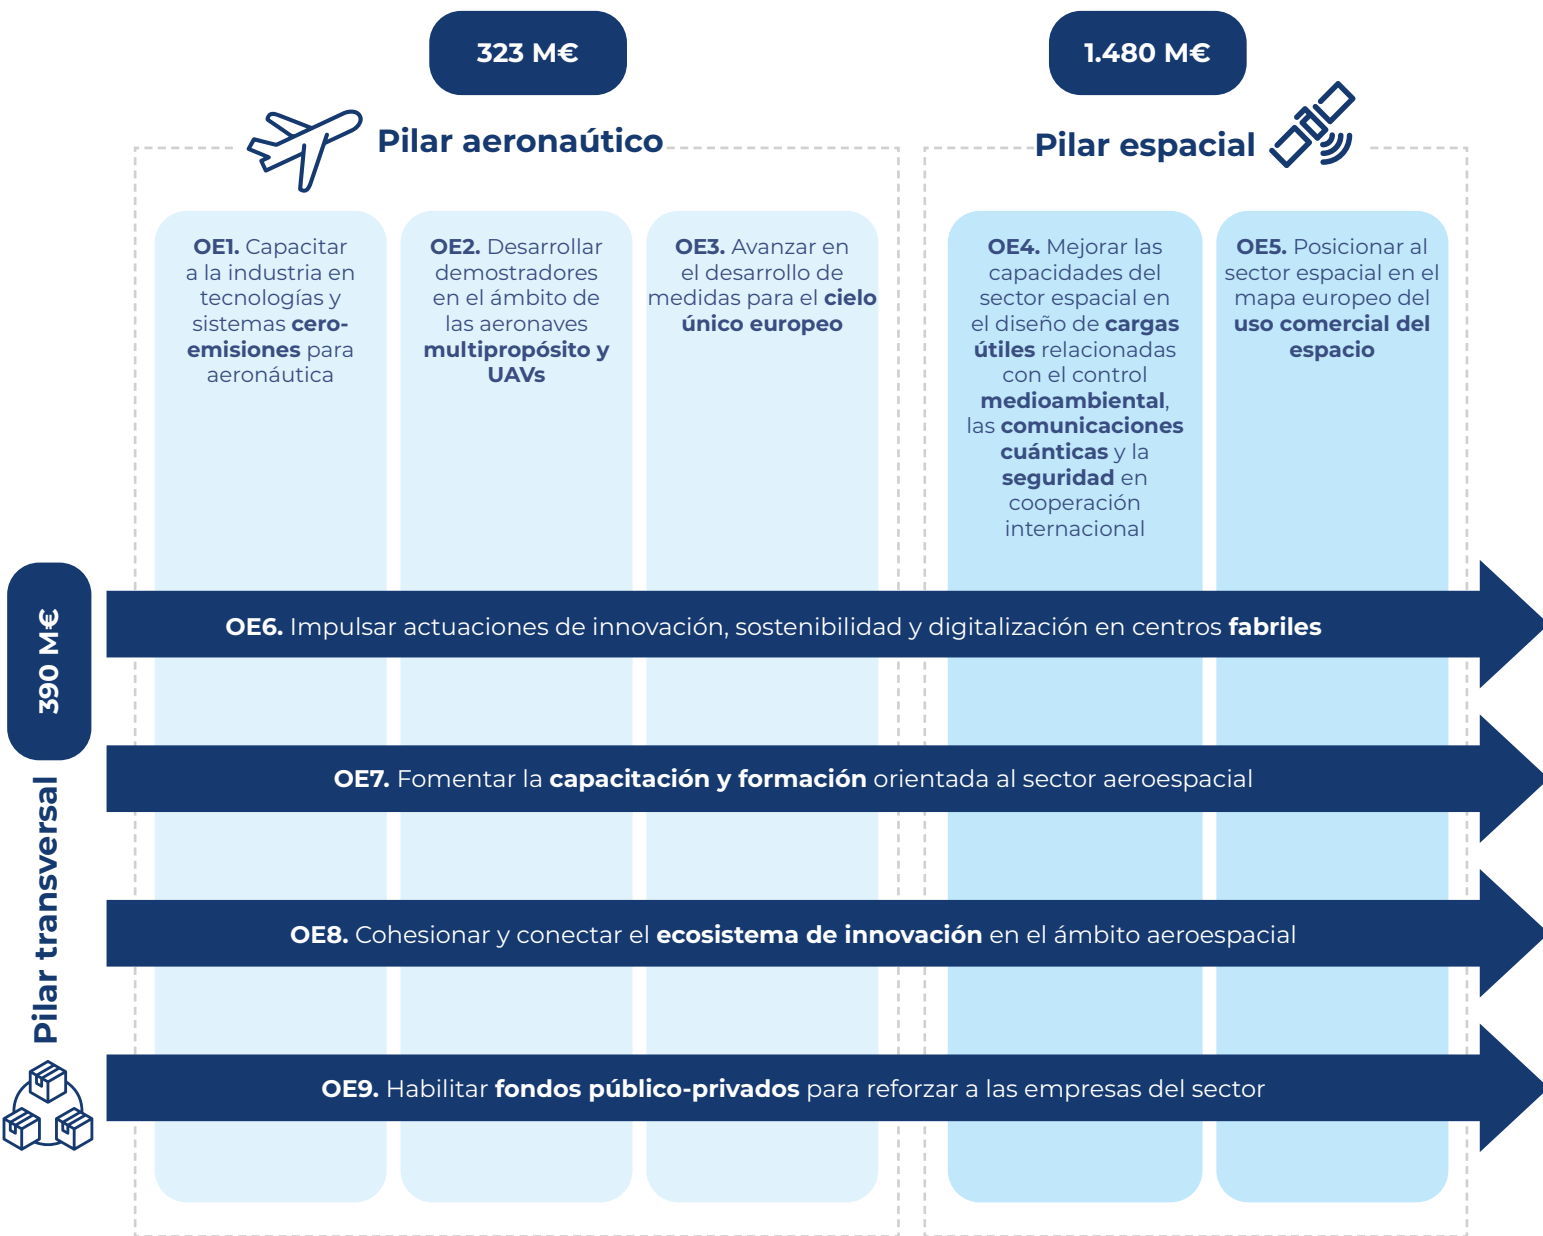 323 M€
1.480 M€
Pilar aeronaútico
Pilar espacial
OE1. Capacitar
a la industria en
tecnologías y
sistemas cero-
emisiones para
aeronáutica
OE2. Desarrollar
demostradores
en el ámbito de
las aeronaves
multipropósito y
UAVs
OE3. Avanzar en
el desarrollo de
medidas para el cielo
único europeo
OE4. Mejorar las
capacidades del
sector espacial en
el diseño de cargas
útiles relacionadas
con el control
medioambiental,
las comunicaciones
cuánticas y la
seguridad en
cooperación
internacional
OE5. Posicionar al
sector espacial en el
mapa europeo del
uso comercial del
espacio
390 M€
Pilar transversal
OE6. Impulsar actuaciones de innovación, sostenibilidad y digitalización en centros fabriles
OE7. Fomentar la capacitación y formación orientada al sector aeroespacial
OE8. Cohesionar y conectar el ecosistema de innovación en el ámbito aeroespacial
OE9. Habilitar fondos público-privados para reforzar a las empresas del sector